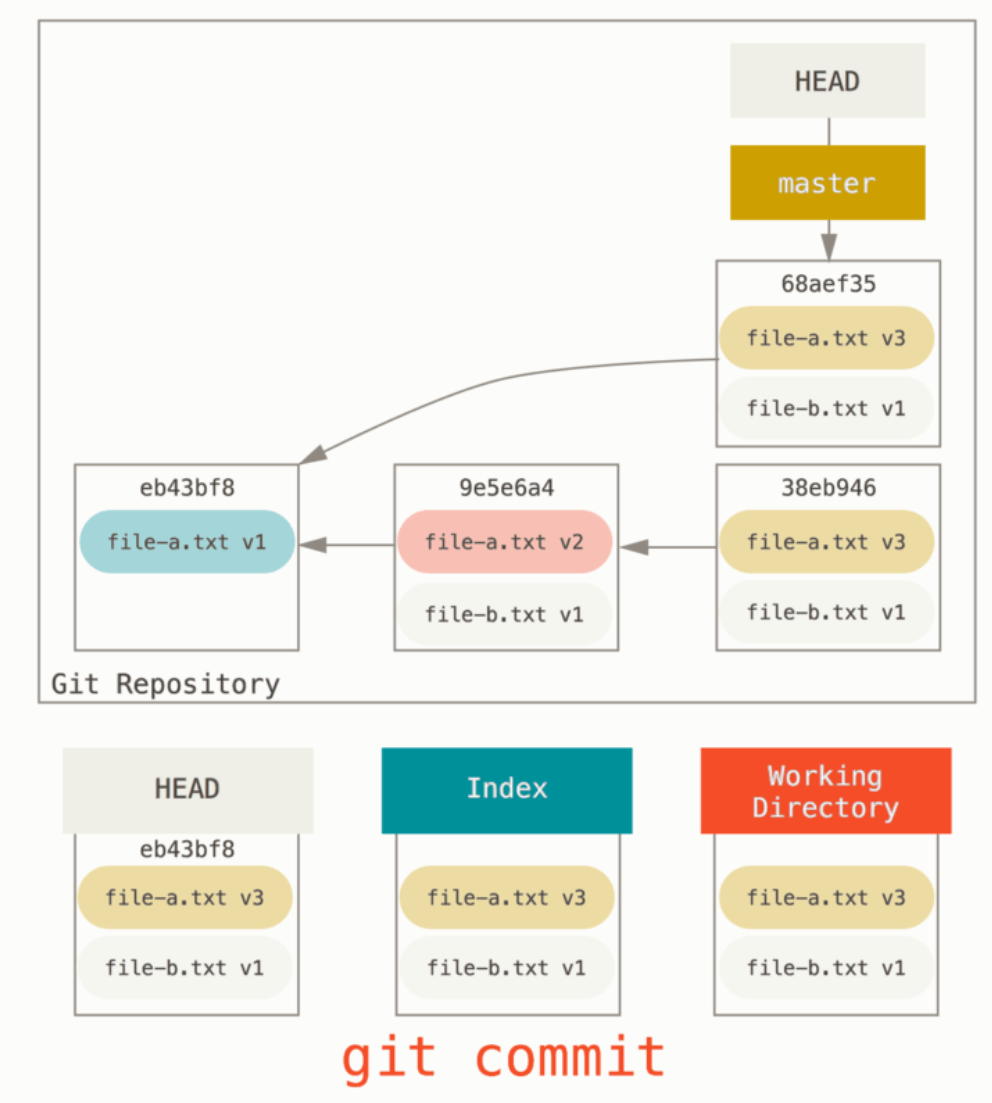 HEAD
master
68aef35
file-a.txt v3
file-b.txt v1
eb43bf8
file-a.txt v1
9e5e6a4
file-a.txt v2
file-b.txt v1
38eb946
file-a.txt v3
file-b.txt v1
Git Repository
HEAD
eb43bf8
file-a.txt v3
file-b.txt v1
Index
file-a.txt v3
file-b.txt v1
Working
Directory
file-a.txt v3
file-b.txt v1
git commit